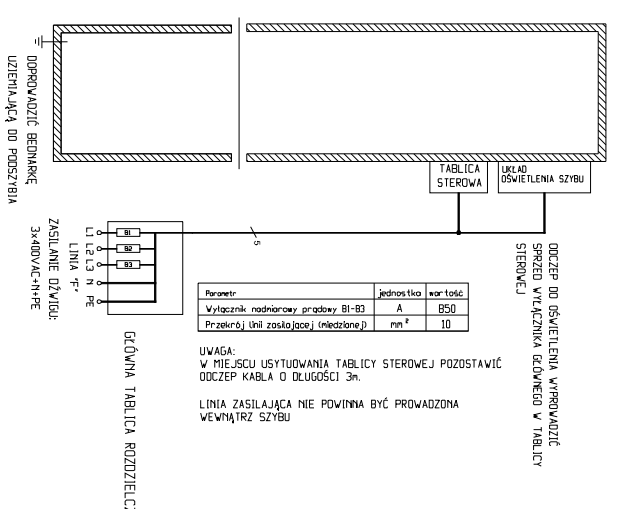 DOPROWADZIĆ BEDNARKĘ
UZIEMIAJĄCĄ DO PODSZYBIA
TABLICA
STEROWA
UKŁAD
OŚWIETLENIA SZYBU
ODCZEP DO OŚWIETLENIA WYPROWADZIĆ
SPRZED WYŁĄCZNIKA GŁÓWNEGO W TABLICY
STEROWEJ
ZASILANIE DŹWIGU:
LINIA "F"
3x400VAC+N+PE
L1
L2
L3
N
PE
B1
B2
B3
5
GŁÓWNA TABLICA ROZDZIELCZ
Parametr jednostka wartość
Wyłącznik nadmiarowy prądowy B1-B3 A B50
Przekrój linii zasilającej (miedzianej) mm² 10
UWAGA:
W MIEJSCU USYTUOWANIA TABLICY STEROWEJ POZOSTAWIĆ
ODCZEP KABLA O DŁUGOŚCI 3m.
LINIA ZASILAJĄCA NIE POWINNA BYĆ PROWADZONA
WEWNĄTRZ SZYBU